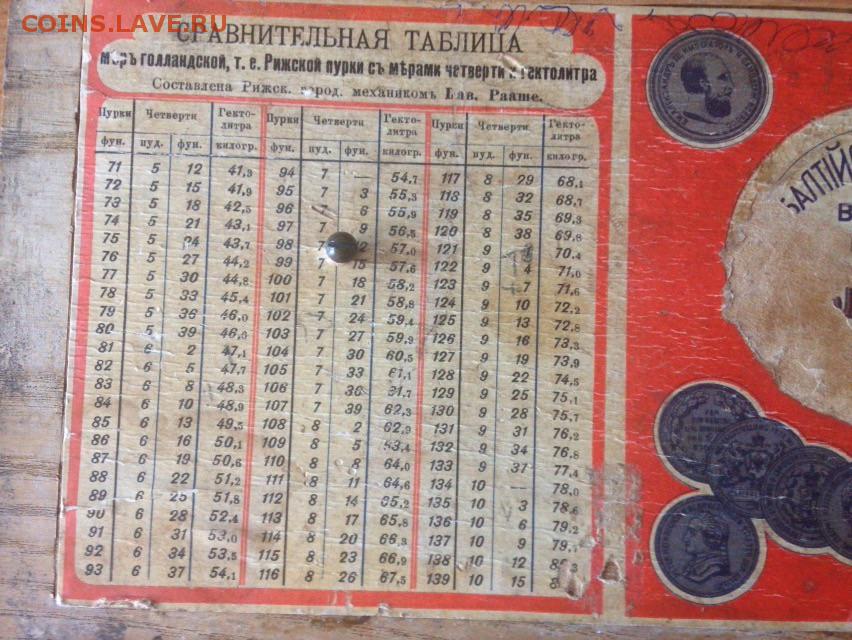 COINS.LAVE.RU
СРАВНИТЕЛЬНАЯ ТАБЛИЦА
мѣръ голландской, т. е. Рижской пурки съ мѣрами четверти и гектолитра
Составлена Рижск. город. механикомъ Рааше.
Пурки Четверти Гекто-литра Пурки Четверти Гекто-литра Пурки Четверти Гекто-литра
фун. пуд. фун. килогр. фун. пуд. фун. килогр. фун. пуд. фун. килогр.
71 5 12 41,3 94 7 — 54,7 117 8 29 68,1
72 5 15 41,9 95 7 3 55,3 118 8 32 68,7
73 5 18 42,5 96 7 6 55,9 119 8 35 69,3
74 5 21 43,1 97 7 9 56,5 120 8 38 69,8
75 5 24 43,7 98 7 12 57,0 121 9 70,4
76 5 27 44,2 99 7 15 57,6 122 9 4 71,0
77 5 30 44,8 100 7 18 58,2 123 9 7 71,6
78 5 33 45,4 101 7 21 58,8 124 9 10 72,2
79 5 36 46,0 102 7 24 59,4 125 9 13 72,8
80 5 39 46,6 103 7 27 59,9 126 9 16 73,3
81 6 2 47,1 104 7 30 60,5 127 9 19 73,9
82 6 5 47,7 105 7 33 61,1 128 9 22 74,5
83 6 8 48,3 106 7 36 61,7 129 9 25 75,1
84 6 10 48,9 107 7 39 62,3 130 9 28 75,7
85 6 13 49,5 108 8 2 62,9 131 9 31 76,2
86 6 16 50,1 109 8 5 63,4 132 9 34 76,8
87 6 19 50,6 110 8 8 64,0 133 9 37 77,4
88 6 22 51,2 111 8 11 64,6 134 10 — 78,0
89 6 25 51,8 112 8 14 65,2 135 10 3 78,6
90 6 28 52,4 113 8 17 65,8 136 10 6 79,2
91 6 31 53,0 114 8 20 66,3 137 10 9 79,7
92 6 34 53,5 115 8 23 66,9 138 10 12 80,3
93 6 37 54,1 116 8 26 67,5 139 10 15